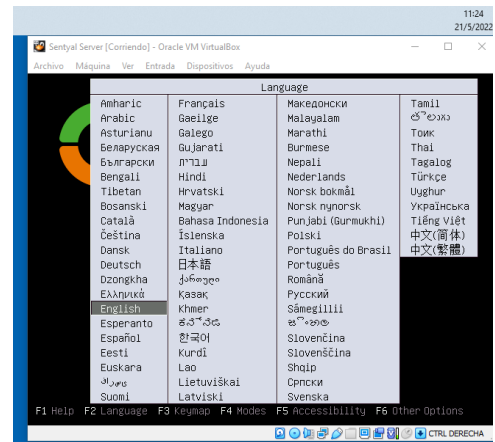 11:24
21/5/2022
Sentyal Server [Corriendo] - Oracle VM VirtualBox
Archivo Máquina Ver Entrada Dispositivos Ayuda
Language
Amharic Français Македонски Tamil
Arabic Gaeilge Malayalam తెలుగు
Asturianu Galego Marathi Тоик
Беларуская Gujarati Burmese Thai
Български עברית Nepali Tagalog
Bengali Hindi Nederlands Türkçe
Tibetan Hrvatski Norsk bokmål Uyghur
Bosanski Magyar Norsk nynorsk Українська
Català Bahasa Indonesia Punjabi (Gurmukhi) Tiếng Việt
Čeština Íslenska Polski 中文(简体)
Dansk Italiano Português do Brasil 中文(繁體)
Deutsch 日本語 Português
Dzongkha ქართული Română
Ελληνικά Қазақ Русский
English Khmer Sámegillii
Esperanto ಕನ್ನಡ සිංහල
Español 한국어 Slovenčina
Eesti Kurdî Slovenščina
Euskara Lao Shqip
فارسی Lietuviškai Српски
Suomi Latviski Svenska
F1 Help F2 Language F3 Keymap F4 Modes F5 Accessibility F6 Other Options
CTRL DERECHA